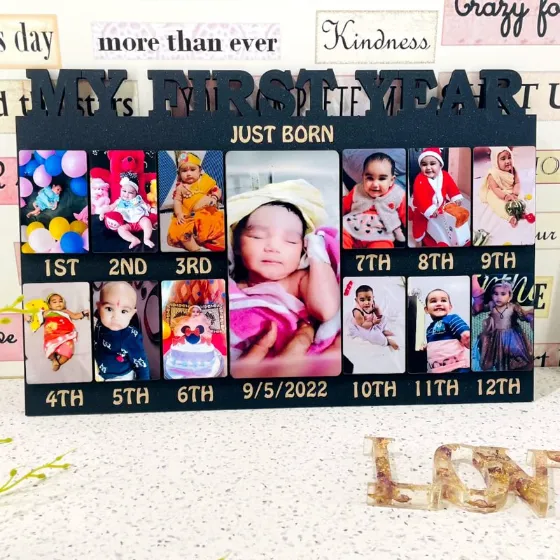 s day
more than ever
Kindness
Crazy fo
MY FIRST YEAR
JUST BORN
1ST 2ND 3RD
7TH 8TH 9TH
4TH 5TH 6TH
9/5/2022
10TH 11TH 12TH
LOV